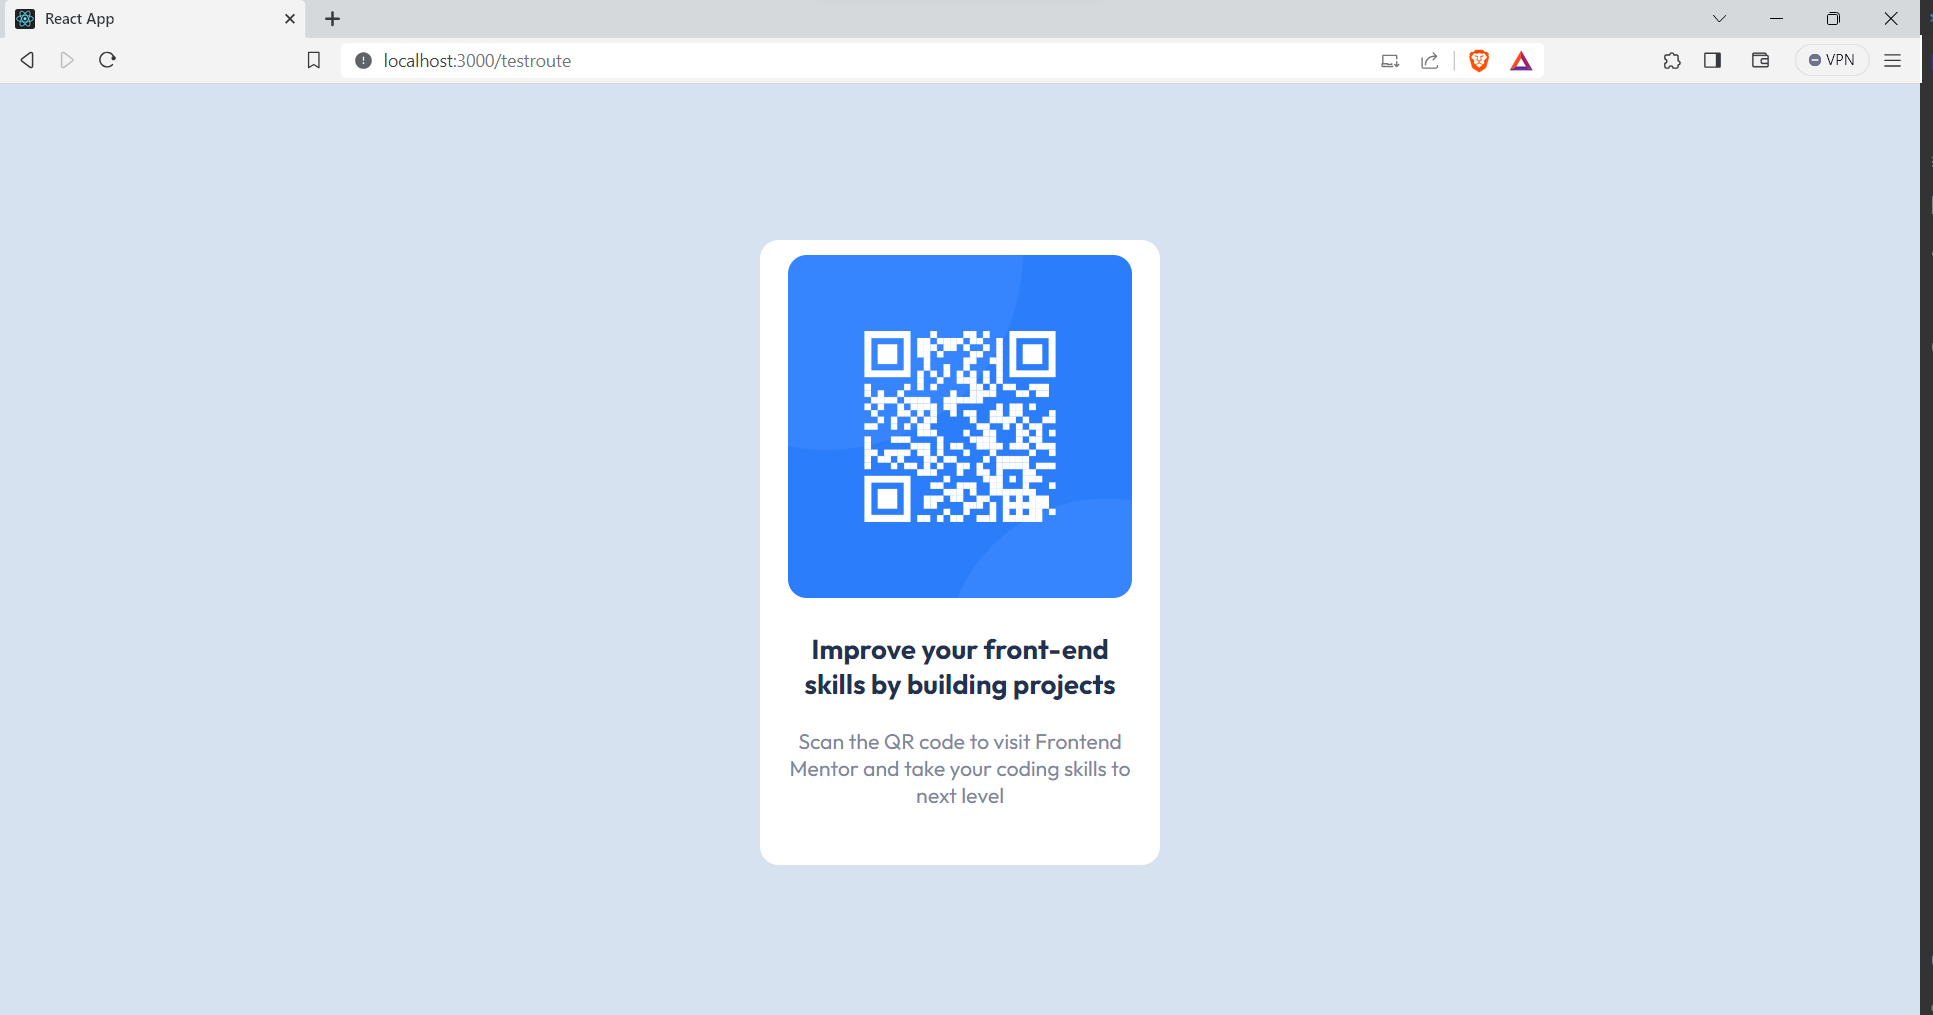 React App
localhost:3000/testroute
VPN
Improve your front-end
skills by building projects
Scan the QR code to visit Frontend
Mentor and take your coding skills to
next level